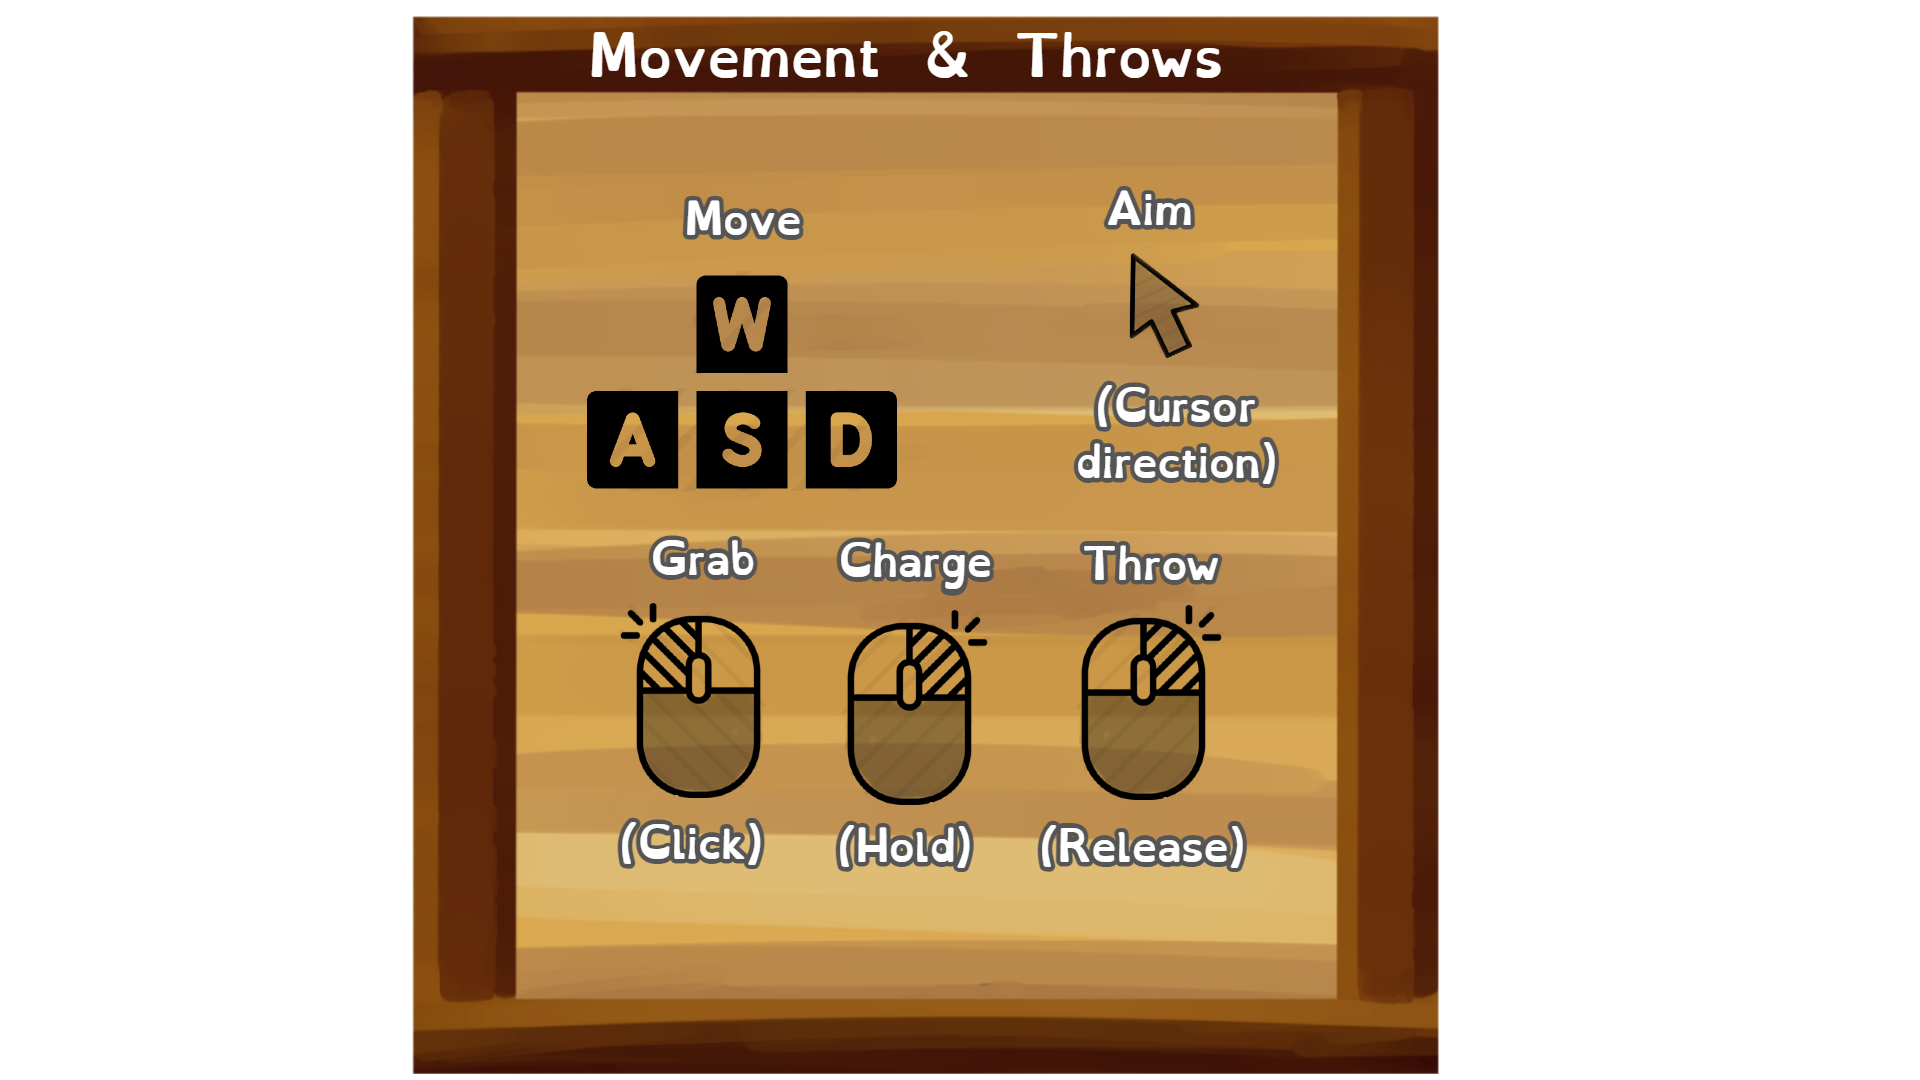 Movement & Throws
Move
Aim
W
A S D
(Cursor
direction)
Grab
Charge
Throw
(Click)
(Hold)
(Release)